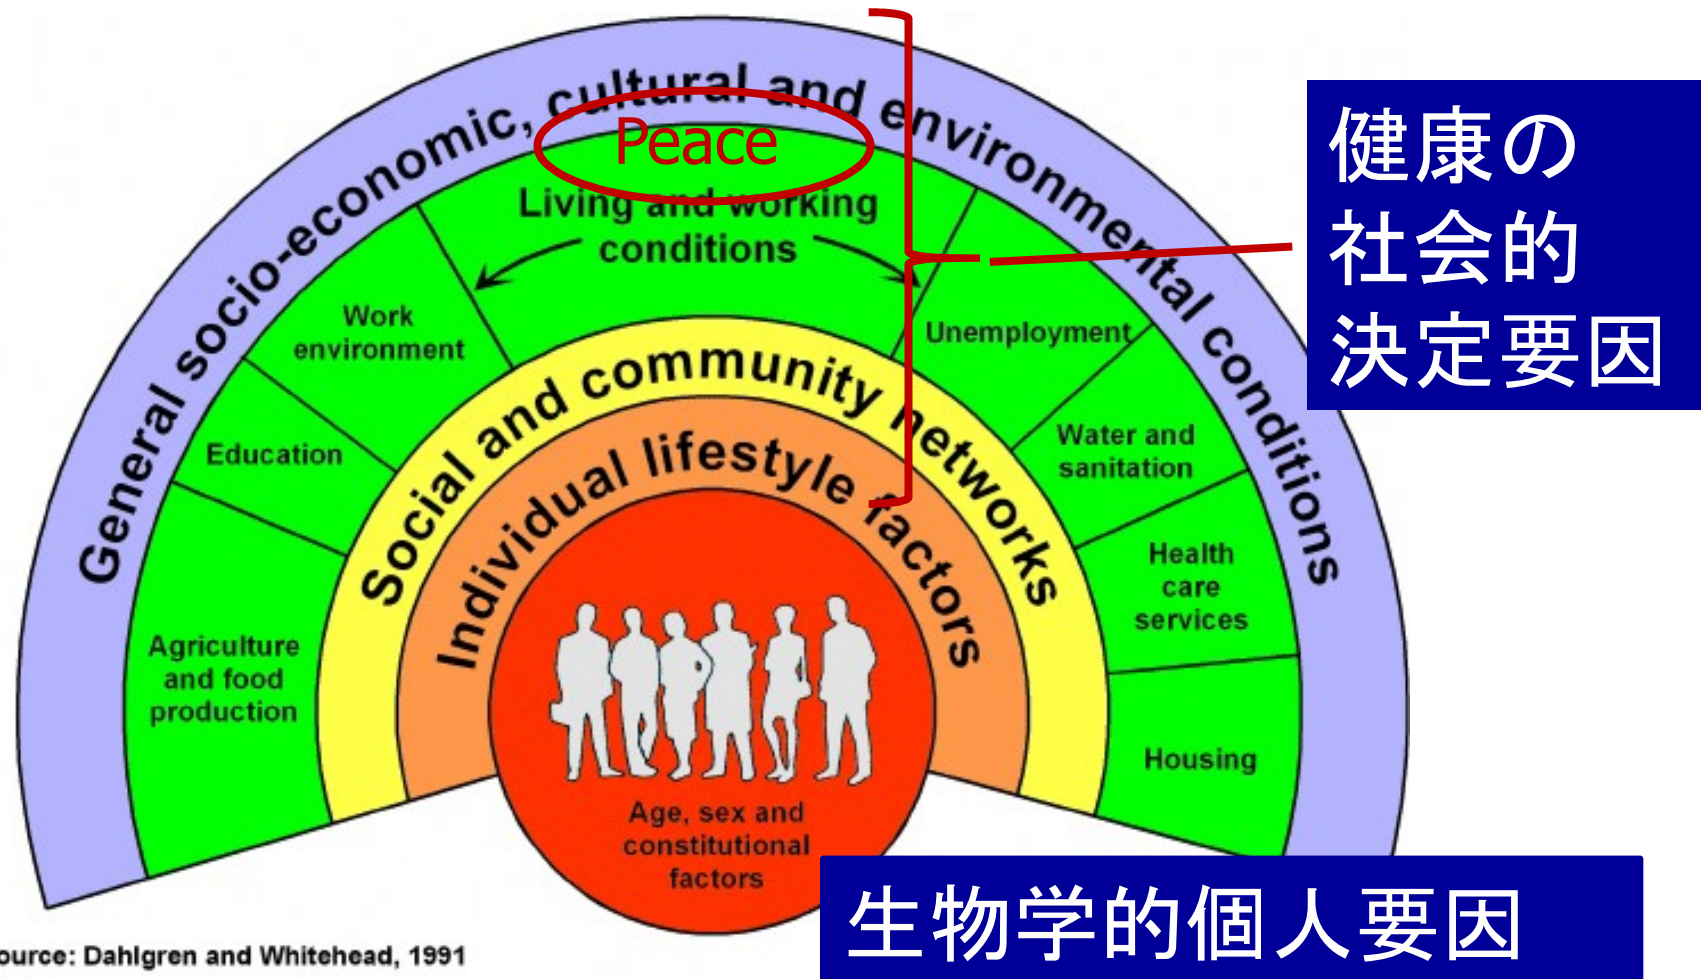 General socio-economic, cultural and environmental conditions
Peace
Living and working
conditions
Work
environment
Education
Agriculture
and food
production
Unemployment
Water and
sanitation
Health
care
services
Housing
Social and community networks
Individual lifestyle factors
Age, sex and
constitutional
factors
健康の
社会的
決定要因
生物学的個人要因
ource: Dahlgren and Whitehead, 1991